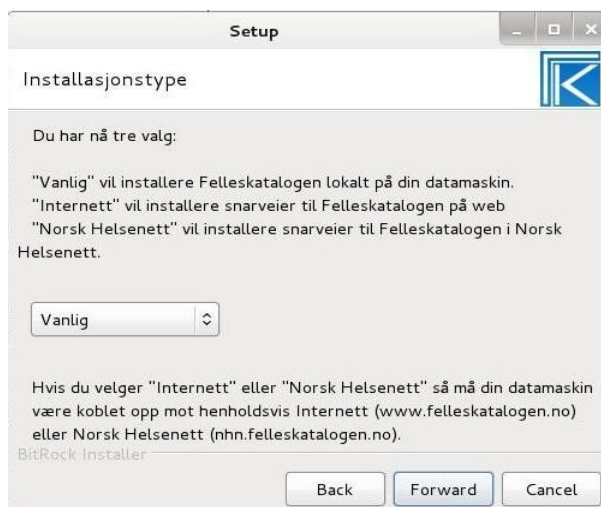 Setup
Installasjonstype
Du har nå tre valg:
"Vanlig" vil installere Felleskatalogen lokalt på din datamaskin.
"Internett" vil installere snarveier til Felleskatalogen på web
"Norsk Helsenett" vil installere snarveier til Felleskatalogen i Norsk
Helsenett.
Vanlig
Hvis du velger "Internett" eller "Norsk Helsenett" så må din datamaskin
være koblet opp mot henholdsvis Internett (www.felleskatalogen.no)
eller Norsk Helsenett (nhn.felleskatalogen.no).
BitRock Installer
Back Forward Cancel